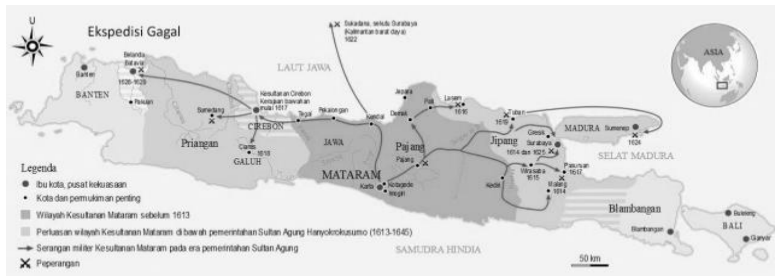 U
Ekspedisi Gagal
Sukadana, sekutu Surabaya
(Kalimantan barat daya)
1622
ASIA
LAUT JAWA
Belanda
Batavia
1628-1629
Banten
BANTEN
Pakuan
Kesultanan Cirebon
Kerajaan bawahan
mulai 1617
Sumedang
CIREBON
Priangan
Ciamis
1618
GALUH
Tegal
Pekalongan
Kendal
JAWA
Jepara
Demak
Pati
Lasem
1616
Pajang
Pajang
MATARAM
Karta
Kotagede
Imogiri
Tuban
1619
Jipang
Gresik
Surabaya
1614 dan 1625
MADURA
Sumenep
1624
SELAT MADURA
Wirasaba
1615
Pasuruan
1617
Kediri
Malang
1614
Blambangan
Blambangan
Buleleng
BALI
Gianyar
SAMUDRA HINDIA
50 km
Legenda
Ibu kota, pusat kekuasaan
Kota dan permukiman penting
Wilayah Kesultanan Mataram sebelum 1613
Perluasan wilayah Kesultanan Mataram di bawah pemerintahan Sultan Agung Hanyokrokusumo (1613-1645)
Serangan militer Kesultanan Mataram pada era pemerintahan Sultan Agung
Peperangan